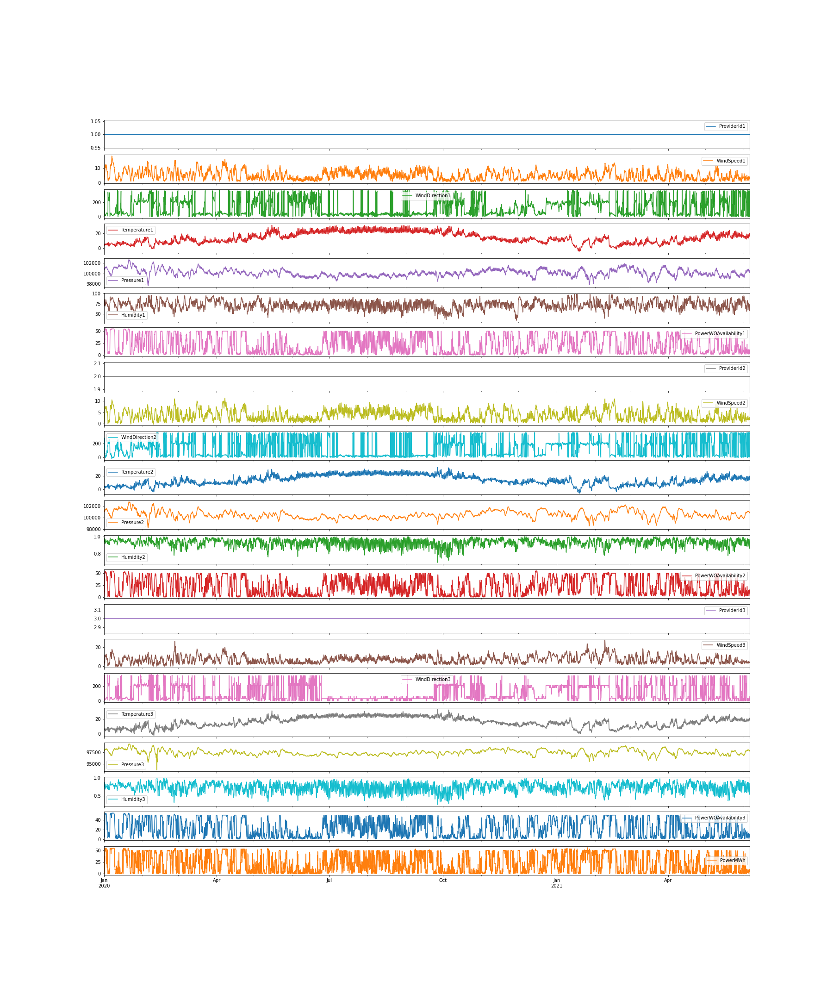 1.05
1.00
0.95
ProviderId1
10
0
WindSpeed1
200
0
WindDirection1
20
0
Temperature1
102000
100000
98000
Pressure1
100
75
50
Humidity1
50
25
0
PowerWOAvailability1
2.1
2.0
1.9
ProviderId2
10
5
0
WindSpeed2
200
0
WindDirection2
20
0
Temperature2
102000
100000
98000
Pressure2
1.0
0.8
Humidity2
50
25
0
PowerWOAvailability2
3.1
3.0
2.9
ProviderId3
20
0
WindSpeed3
200
0
WindDirection3
20
0
Temperature3
97500
95000
Pressure3
1.0
0.5
Humidity3
40
20
0
PowerWOAvailability3
50
25
0
PowerMWh
Jan Apr Jul Oct Jan Apr
2020 2021